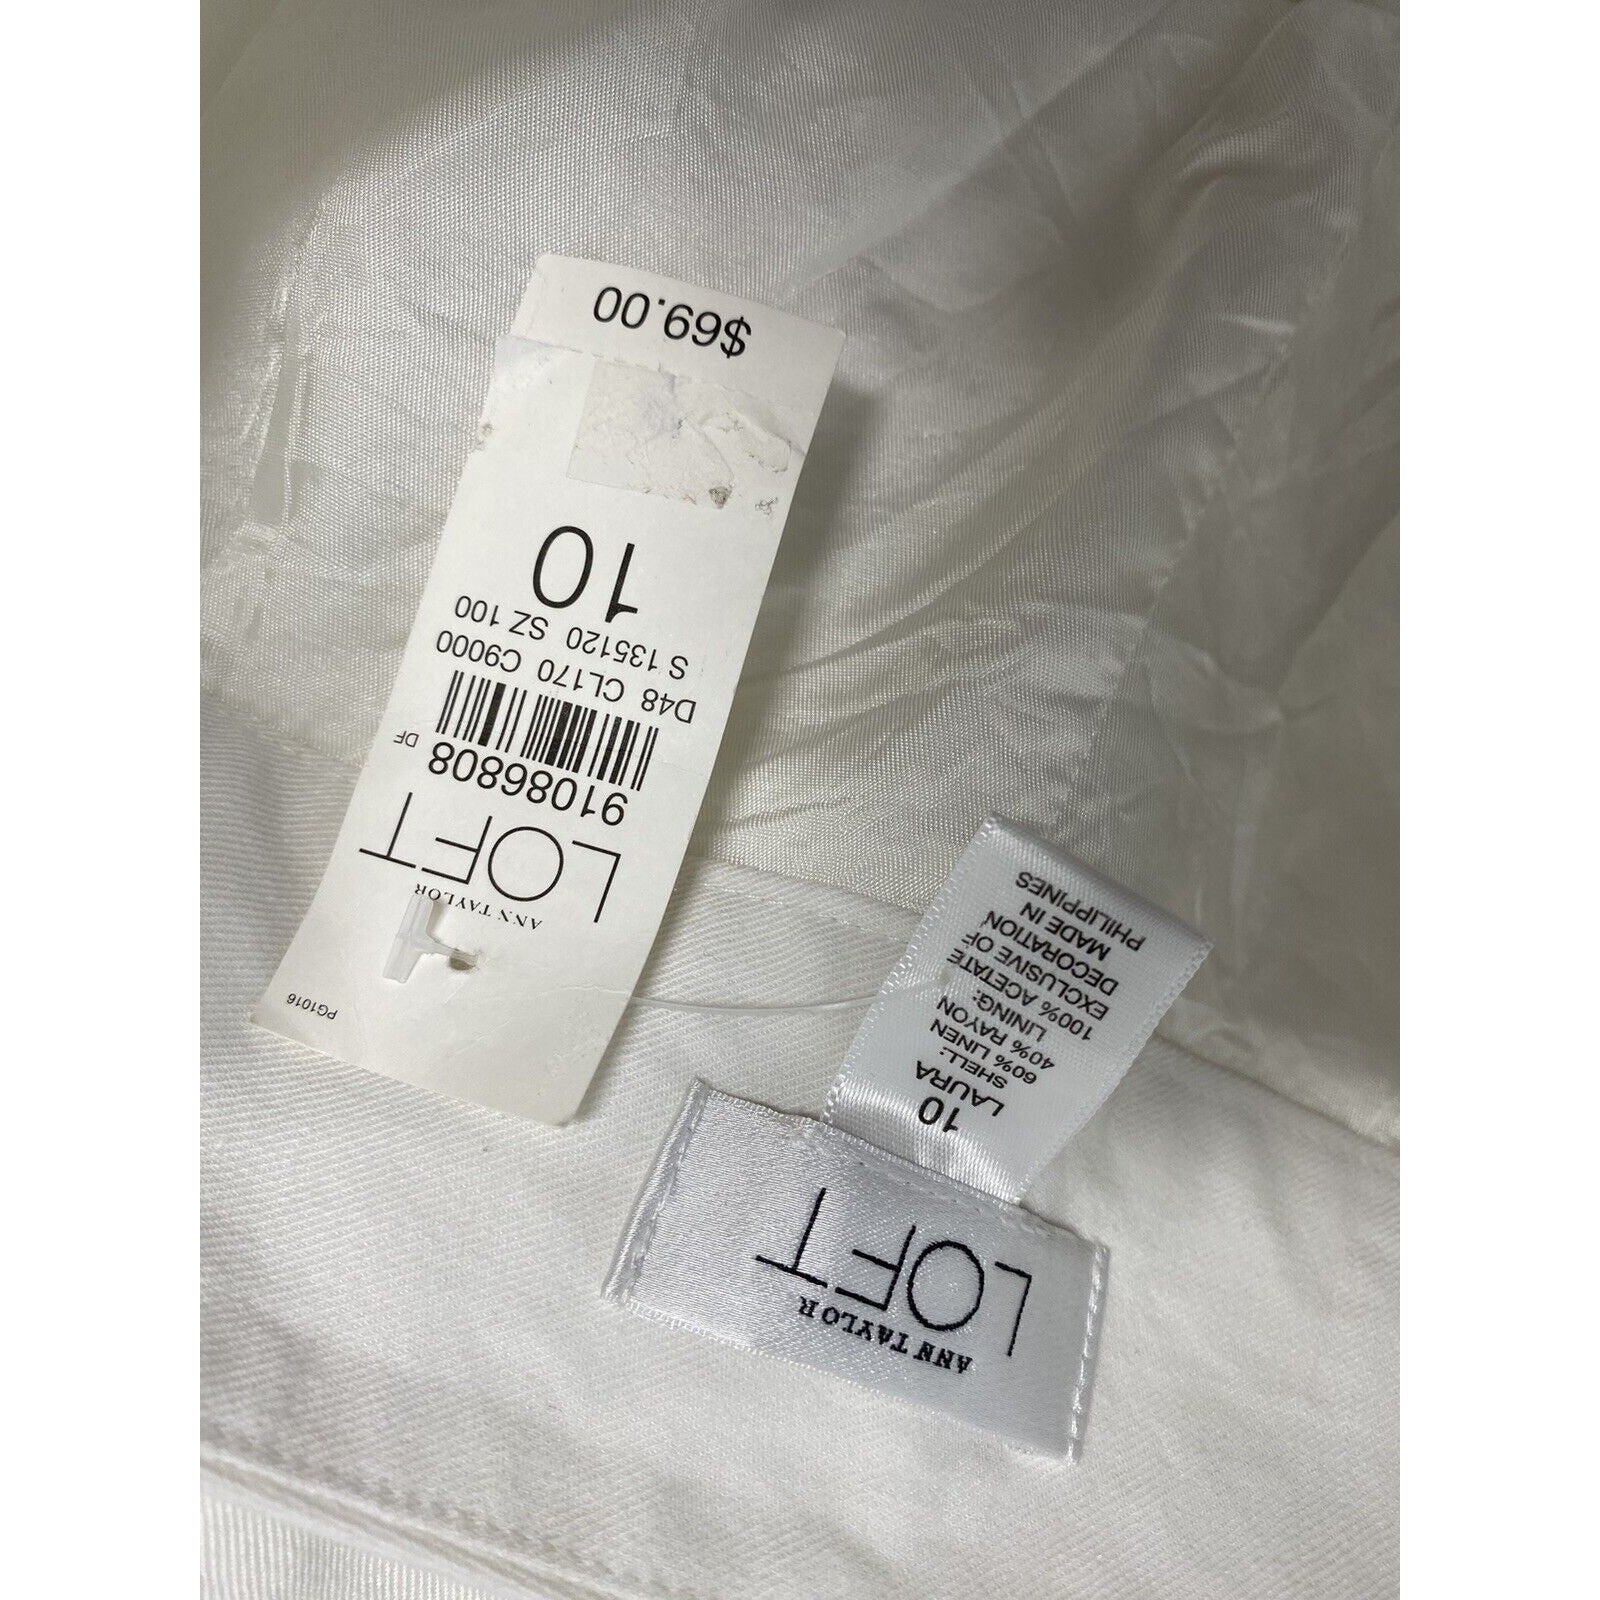 PG1016
ANN TAYLOR
LOFT
91086808 DF
D48 CL170 C9000
S 135120 SZ 100
10
$69.00
ANN TAYLOR
LOFT
10
LAURA
SHELL:
60% LINEN
40% RAYON
LINING:
100% ACETATE
EXCLUSIVE OF
DECORATION
MADE IN
PHILIPPINES